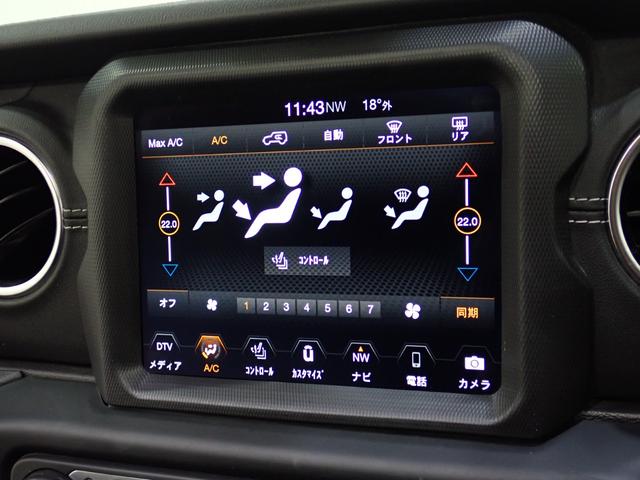 11:43NW 18°外
Max A/C A/C 自動 フロント リア
22.0 22.0
コントロール
オフ 1 2 3 4 5 6 7 同期
DTV NW
メディア A/C コントロール カスタマイズ ナビ 電話 カメラ